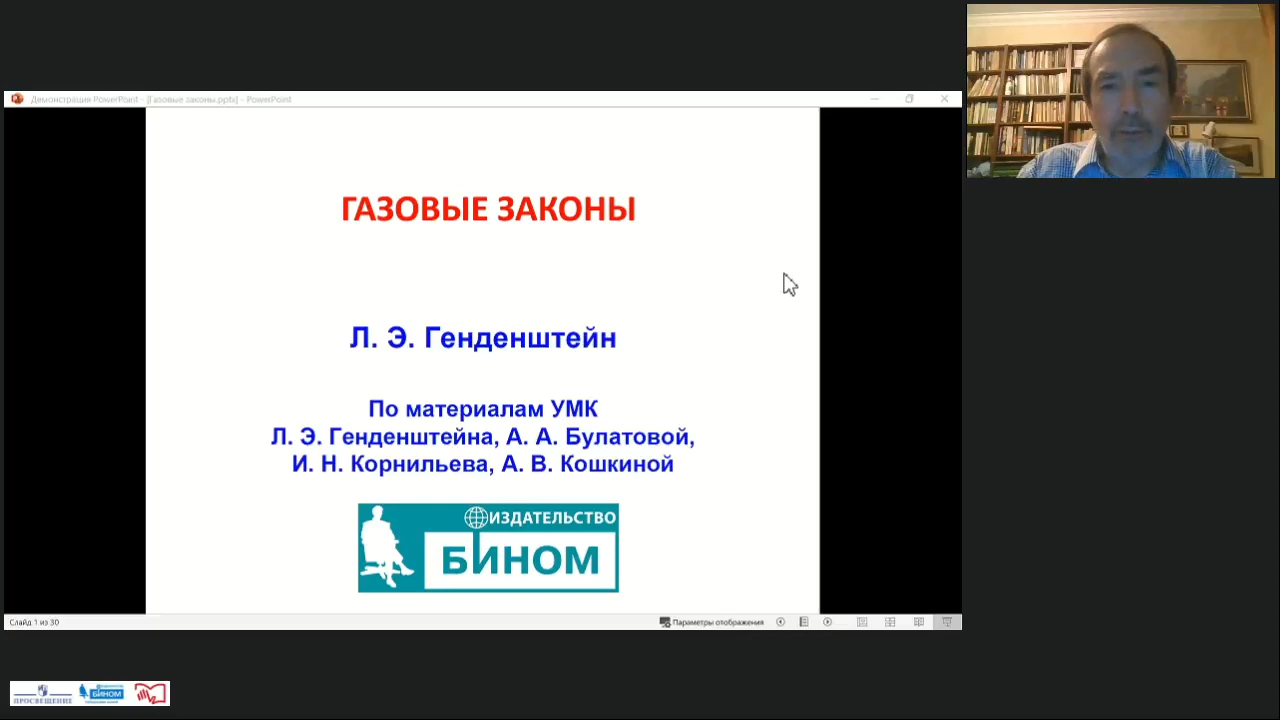 Демонстрация PowerPoint - [Газовые законы.pptx] - PowerPoint
ГАЗОВЫЕ ЗАКОНЫ
Л. Э. Генденштейн
По материалам УМК
Л. Э. Генденштейна, А. А. Булатовой,
И. Н. Корнильева, А. В. Кошкиной
ИЗДАТЕЛЬСТВО
БИНОМ
Слайд 1 из 30
Параметры отображения
ПРОСВЕЩЕНИЕ
БИНОМ